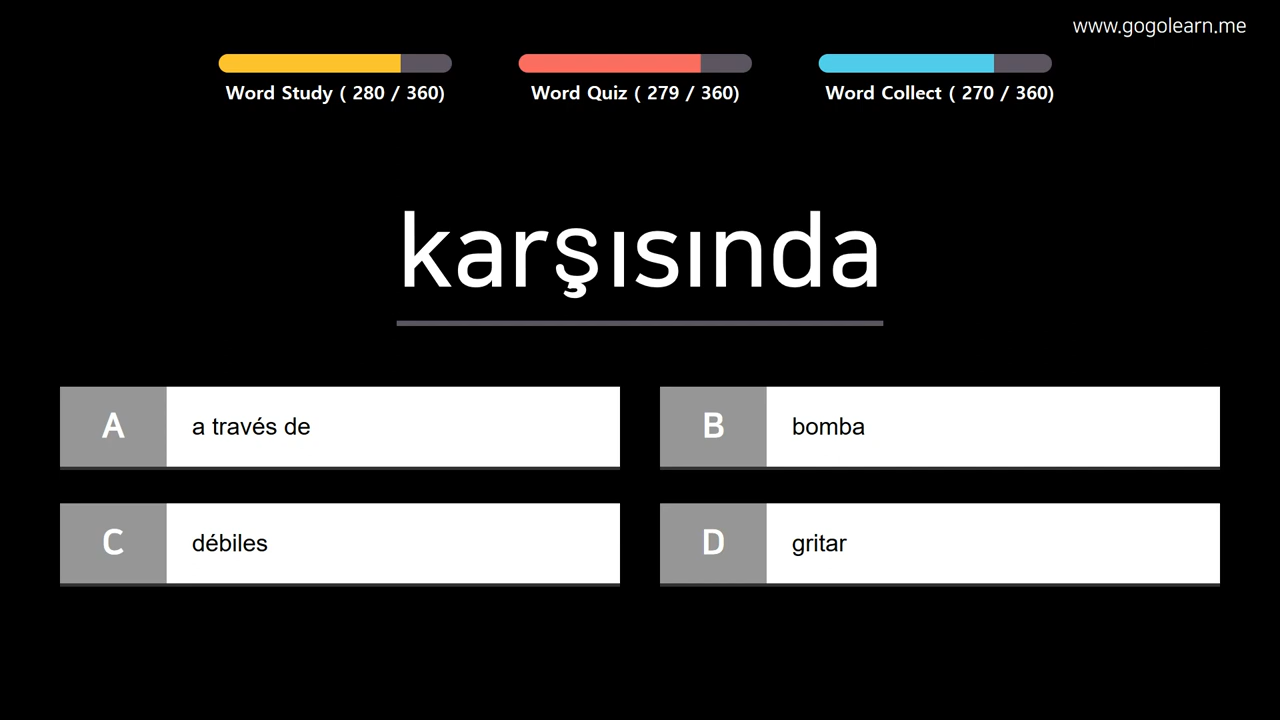 www.gogolearn.me
Word Study ( 280 / 360)
Word Quiz ( 279 / 360)
Word Collect ( 270 / 360)
karşısında
A
a través de
B
bomba
C
débiles
D
gritar